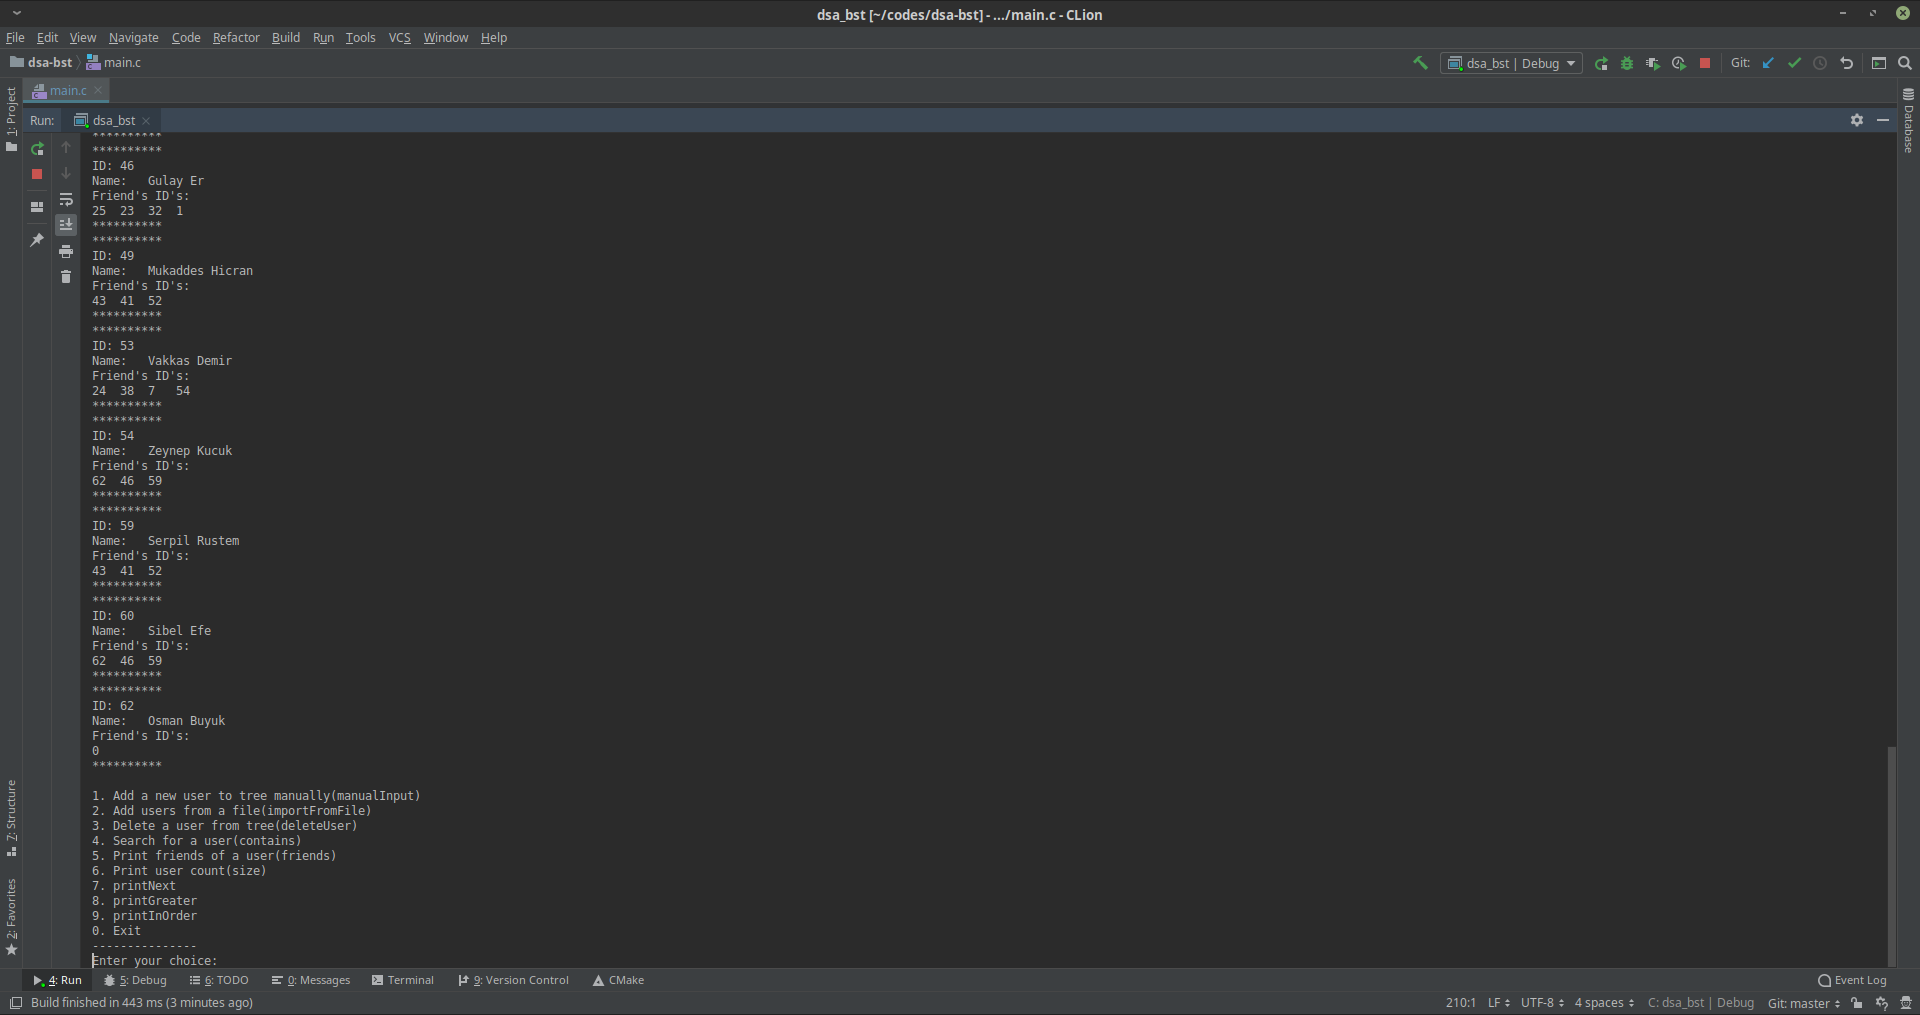 dsa_bst [~/codes/dsa-bst] - .../main.c - CLion
File Edit View Navigate Code Refactor Build Run Tools VCS Window Help
dsa-bst main.c dsa_bst | Debug Git:
main.c
1: Project
Database
Run: dsa_bst
**********
**********
ID: 46
Name:   Gulay Er
Friend's ID's:
25  23  32  1
**********
**********
ID: 49
Name:   Mukaddes Hicran
Friend's ID's:
43  41  52
**********
**********
ID: 53
Name:   Vakkas Demir
Friend's ID's:
24  38  7   54
**********
**********
ID: 54
Name:   Zeynep Kucuk
Friend's ID's:
62  46  59
**********
**********
ID: 59
Name:   Serpil Rustem
Friend's ID's:
43  41  52
**********
**********
ID: 60
Name:   Sibel Efe
Friend's ID's:
62  46  59
**********
**********
ID: 62
Name:   Osman Buyuk
Friend's ID's:
0
**********
1. Add a new user to tree manually(manualInput)
2. Add users from a file(importFromFile)
3. Delete a user from tree(deleteUser)
4. Search for a user(contains)
5. Print friends of a user(friends)
6. Print user count(size)
7. printNext
8. printGreater
9. printInOrder
0. Exit
---------------
Enter your choice:
7: Structure
2: Favorites
4: Run 5: Debug 6: TODO 0: Messages Terminal 9: Version Control CMake Event Log
Build finished in 443 ms (3 minutes ago) 210:1 LF UTF-8 4 spaces C: dsa_bst | Debug Git: master